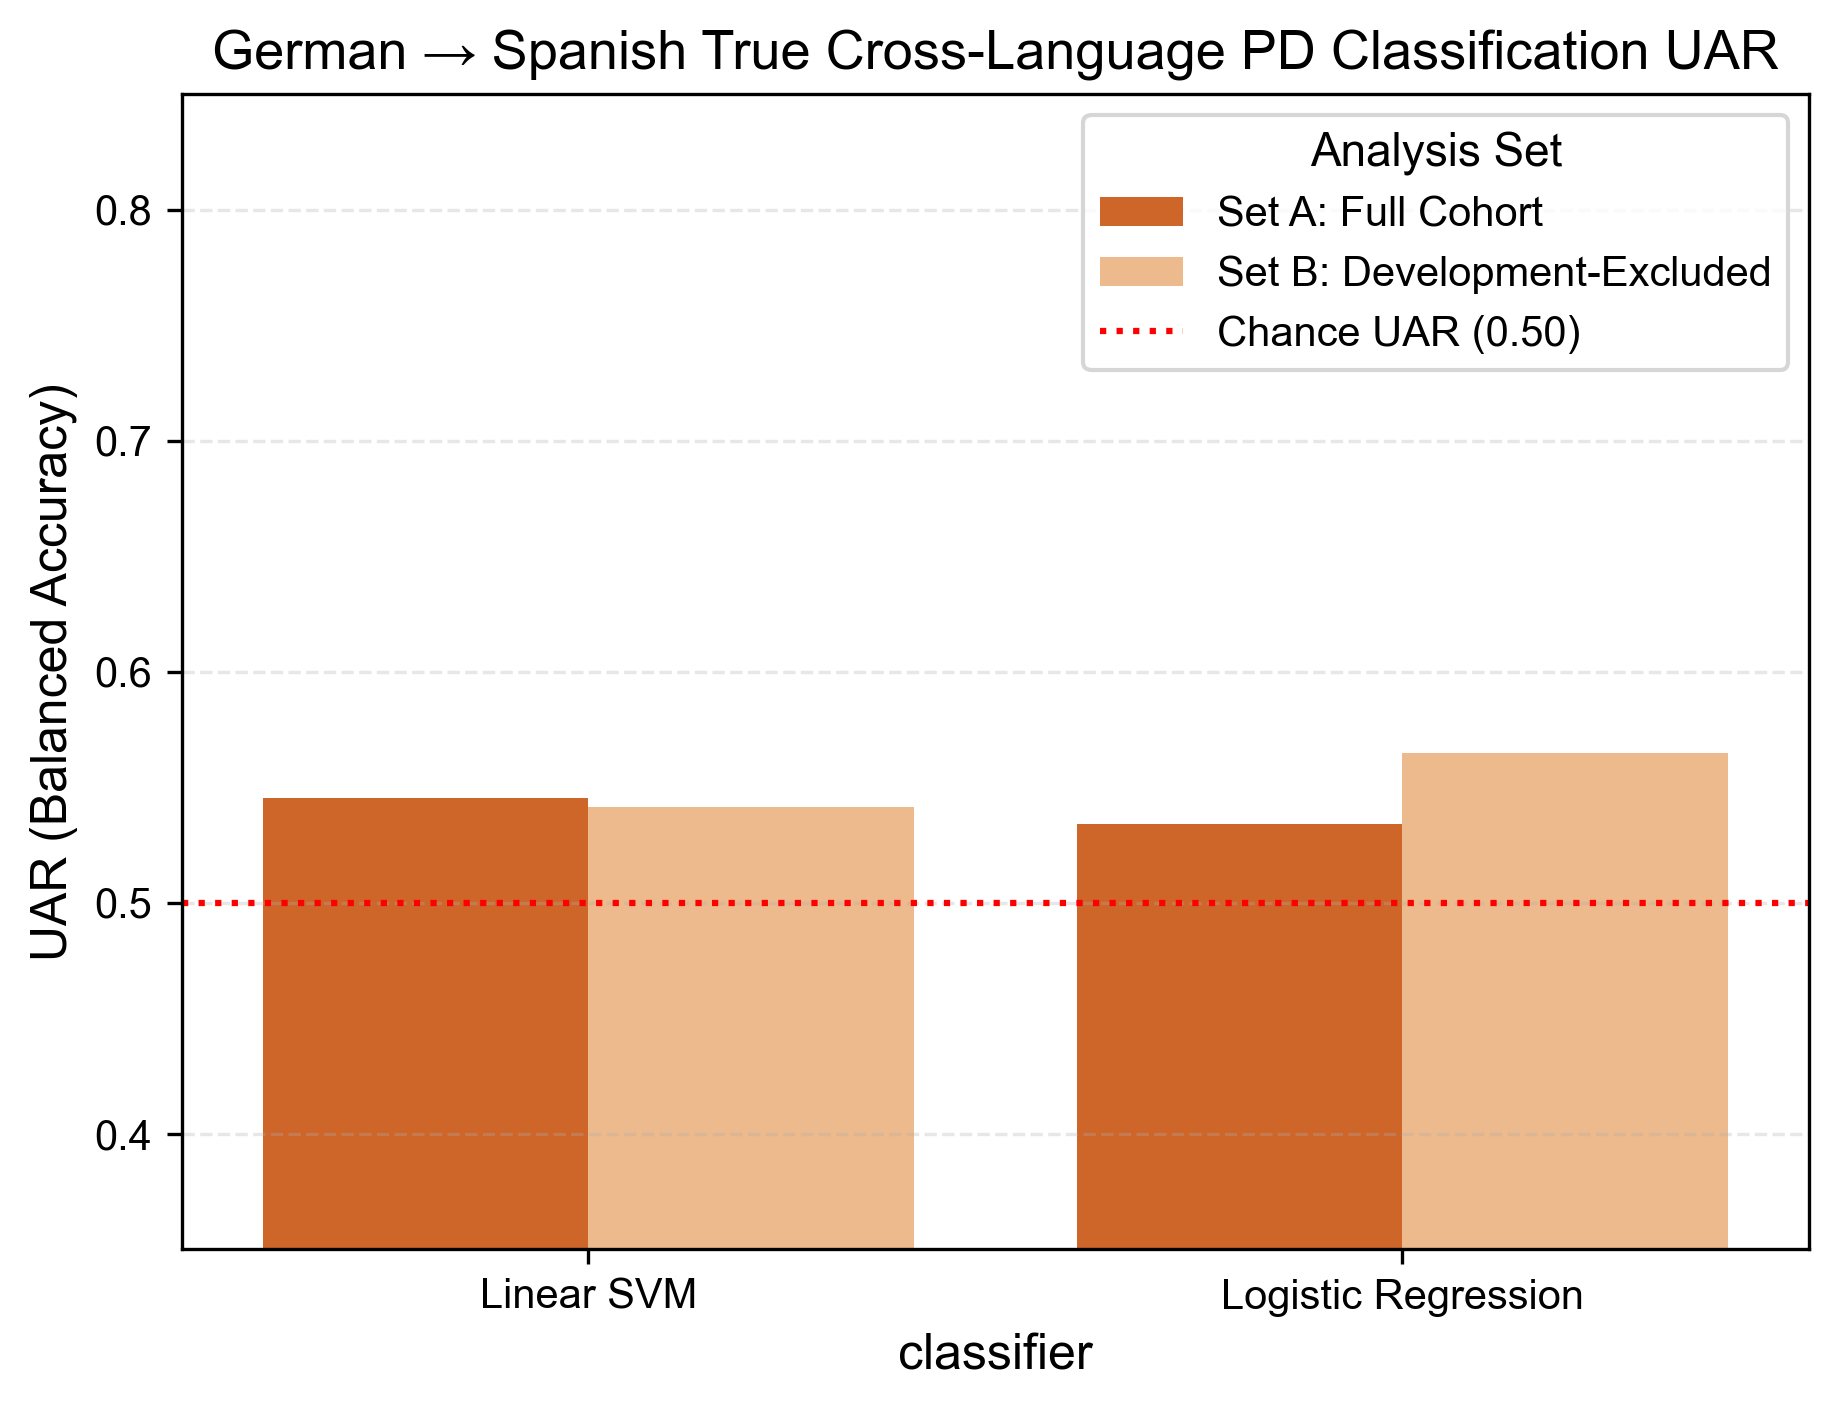 German → Spanish True Cross-Language PD Classification UAR
Analysis Set
Set A: Full Cohort
Set B: Development-Excluded
Chance UAR (0.50)
UAR (Balanced Accuracy)
0.8
0.7
0.6
0.5
0.4
Linear SVM
Logistic Regression
classifier